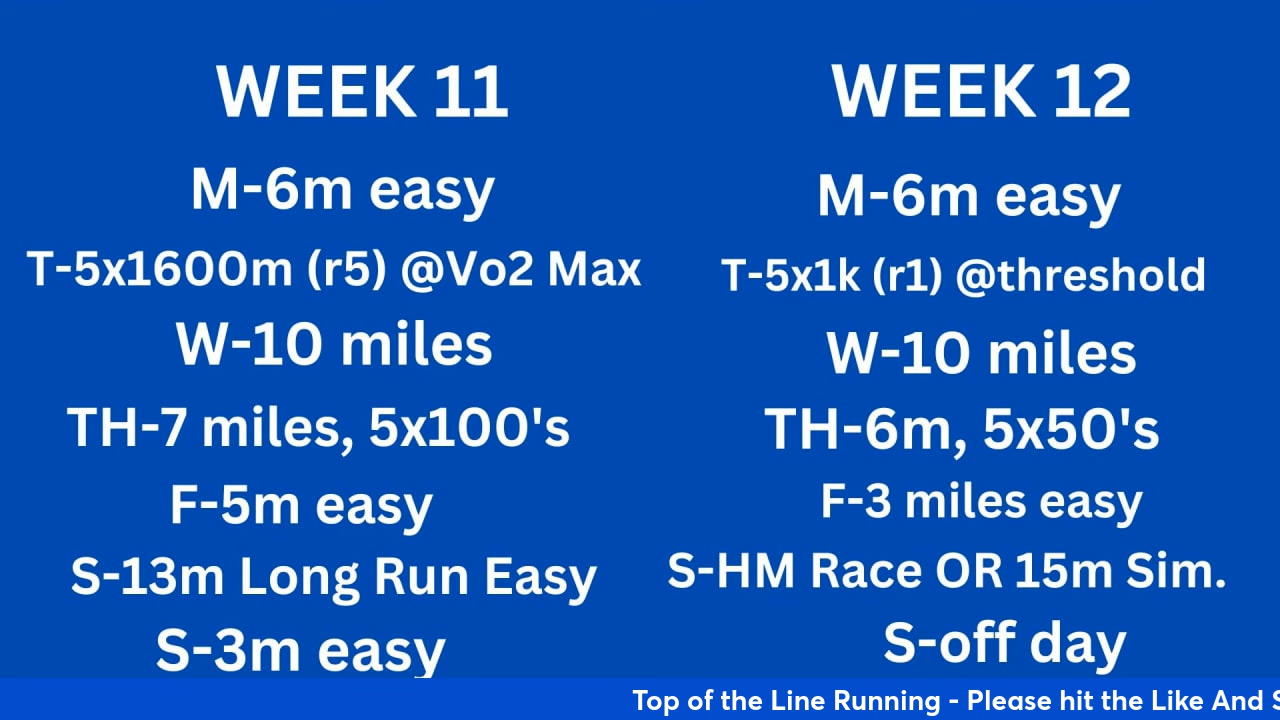 WEEK 11
M-6m easy
T-5x1600m (r5) @Vo2 Max
W-10 miles
TH-7 miles, 5x100's
F-5m easy
S-13m Long Run Easy
S-3m easy
WEEK 12
M-6m easy
T-5x1k (r1) @threshold
W-10 miles
TH-6m, 5x50's
F-3 miles easy
S-HM Race OR 15m Sim.
S-off day
Top of the Line Running - Please hit the Like And